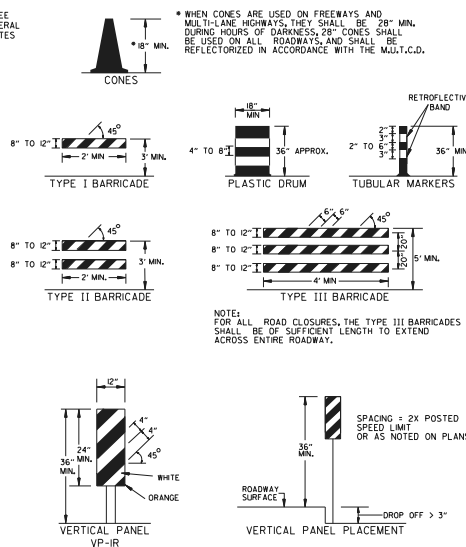 * WHEN CONES ARE USED ON FREEWAYS AND
MULTI-LANE HIGHWAYS, THEY SHALL BE 28" MIN.
DURING HOURS OF DARKNESS, 28" CONES SHALL
BE USED ON ALL ROADWAYS, AND SHALL BE
REFLECTORIZED IN ACCORDANCE WITH THE M.U.T.C.D.
* 18" MIN.
CONES
45°
8" TO 12"
3' MIN.
2' MIN
TYPE I BARRICADE
18"
MIN
4" TO 8"
36" APPROX.
PLASTIC DRUM
RETROFLECTIV
BAND
2"
3"
2" TO 6"
3"
36" MIN
TUBULAR MARKERS
45°
8" TO 12"
8" TO 12"
3' MIN.
2' MIN
TYPE II BARRICADE
6" 6" 45°
8" TO 12"
8" TO 12"
8" TO 12"
20"
20"
5' MIN.
4' MIN
TYPE III BARRICADE
NOTE:
FOR ALL ROAD CLOSURES, THE TYPE III BARRICADES
SHALL BE OF SUFFICIENT LENGTH TO EXTEND
ACROSS ENTIRE ROADWAY.
12"
4"
4"
45°
24"
MIN.
36"
MIN.
WHITE
ORANGE
VERTICAL PANEL
VP-1R
36"
MIN.
SPACING = 2X POSTED
SPEED LIMIT
OR AS NOTED ON PLANS
ROADWAY
SURFACE
DROP OFF > 3"
VERTICAL PANEL PLACEMENT